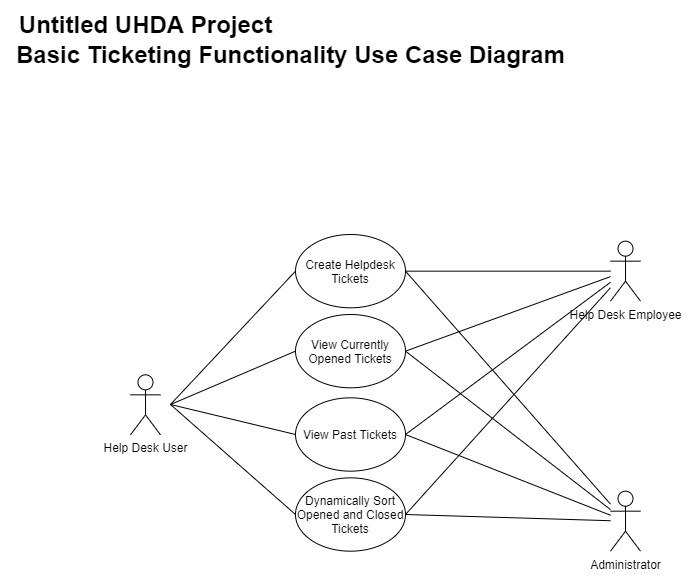 Untitled UHDA Project
Basic Ticketing Functionality Use Case Diagram
Create Helpdesk
Tickets
Help Desk Employee
View Currently
Opened Tickets
View Past Tickets
Help Desk User
Dynamically Sort
Opened and Closed
Tickets
Administrator